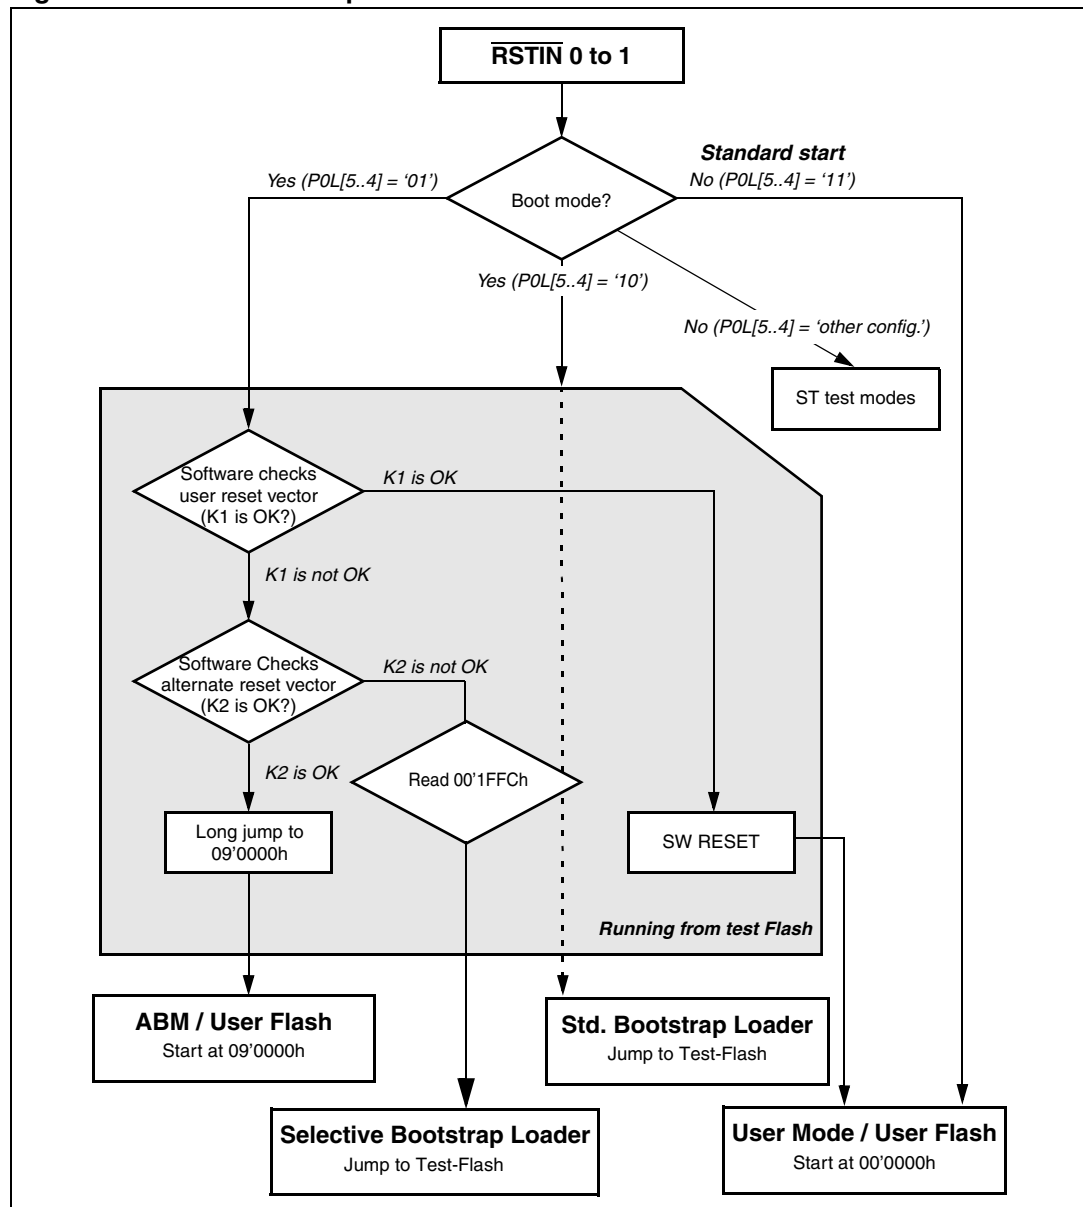 RSTIN 0 to 1
Standard start
Yes (P0L[5..4] = ‘01’)
No (P0L[5..4] = ‘11’)
Boot mode?
Yes (P0L[5..4] = ‘10’)
No (P0L[5..4] = ‘other config.’)
ST test modes
Software checks
user reset vector
(K1 is OK?)
K1 is OK
K1 is not OK
Software Checks
alternate reset vector
(K2 is OK?)
K2 is not OK
K2 is OK
Read 00’1FFCh
Long jump to
09’0000h
SW RESET
Running from test Flash
ABM / User Flash
Start at 09’0000h
Std. Bootstrap Loader
Jump to Test-Flash
Selective Bootstrap Loader
Jump to Test-Flash
User Mode / User Flash
Start at 00’0000h